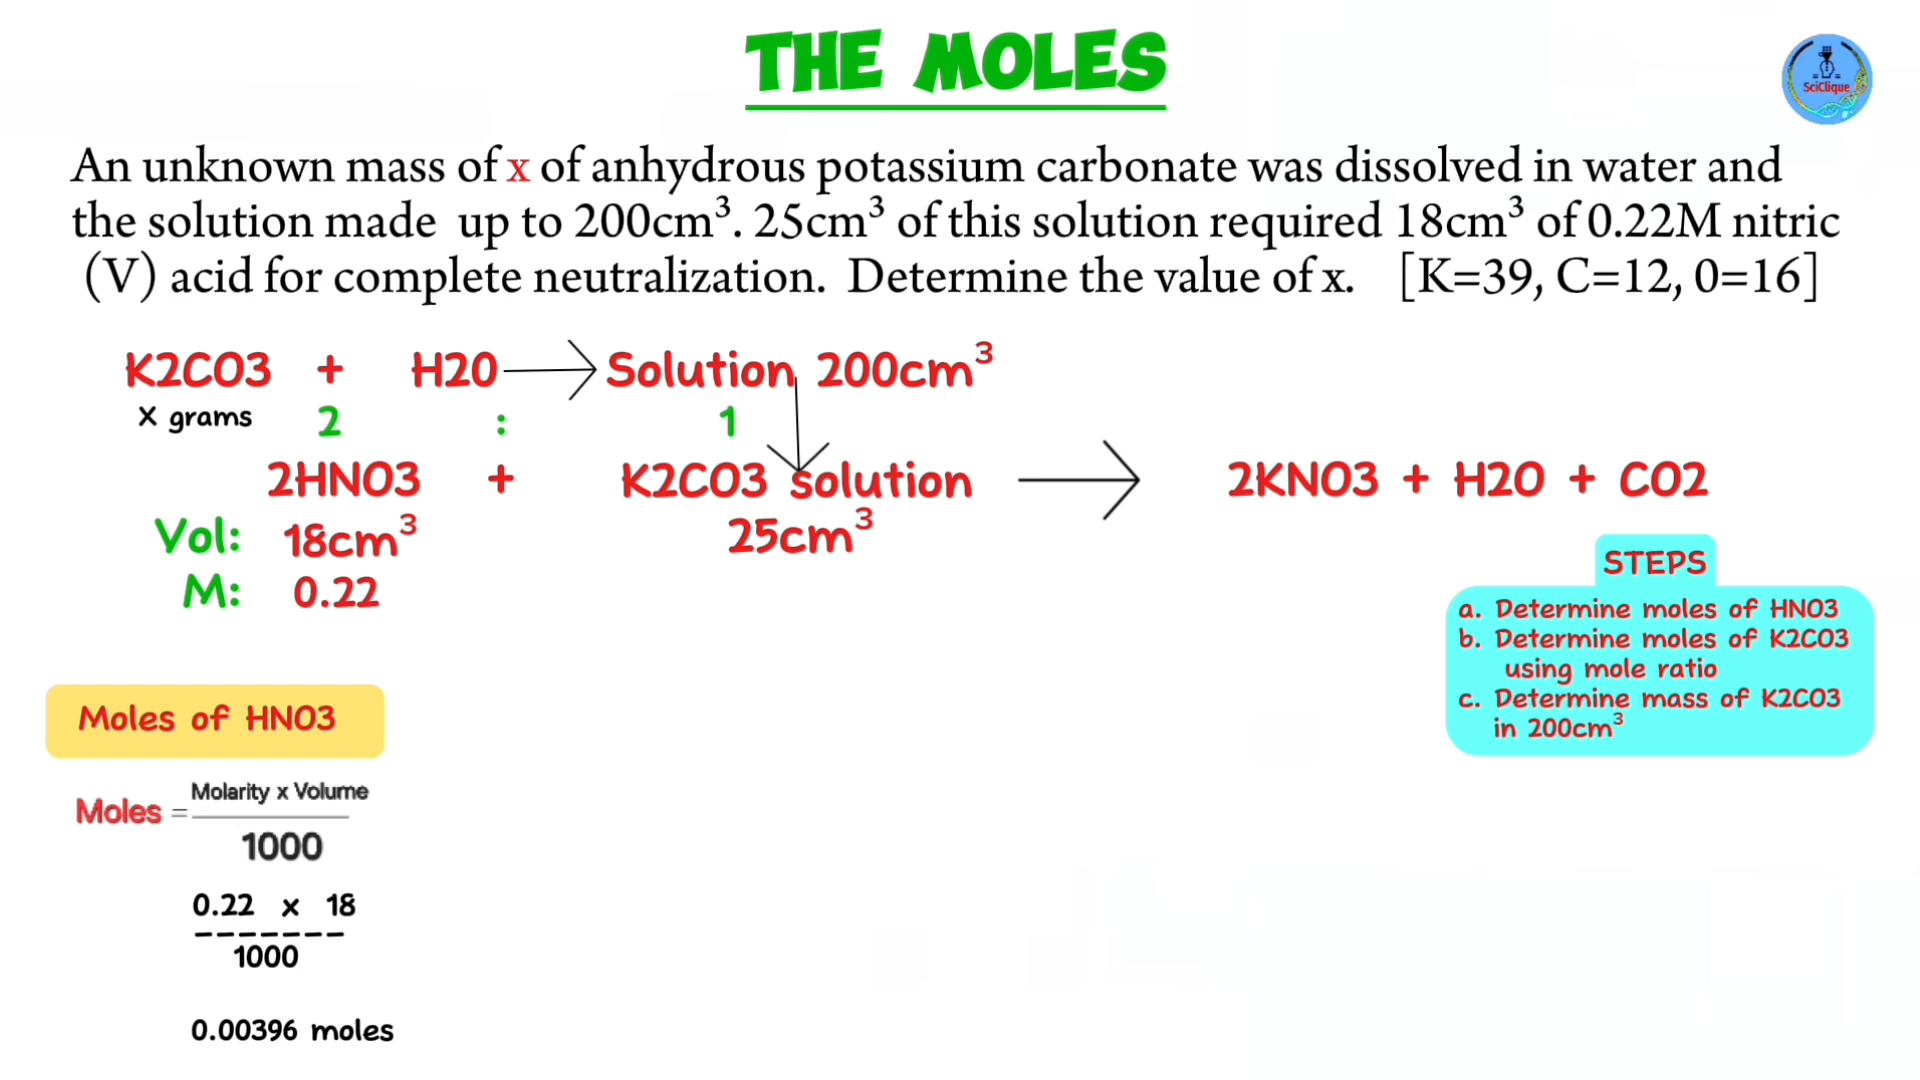 THE MOLES
SciClique
An unknown mass of x of anhydrous potassium carbonate was dissolved in water and
the solution made up to 200cm³. 25cm³ of this solution required 18cm³ of 0.22M nitric
(V) acid for complete neutralization. Determine the value of x. [K=39, C=12, 0=16]
K2CO3 + H20 → Solution 200cm³
X grams 2 : 1
2HNO3 + K2CO3 solution → 2KNO3 + H2O + CO2
Vol: 18cm³ 25cm³
M: 0.22
STEPS
a. Determine moles of HNO3
b. Determine moles of K2CO3
using mole ratio
c. Determine mass of K2CO3
in 200cm³
Moles of HNO3
Molarity x Volume
Moles =
1000
0.22 x 18
-------
1000
0.00396 moles